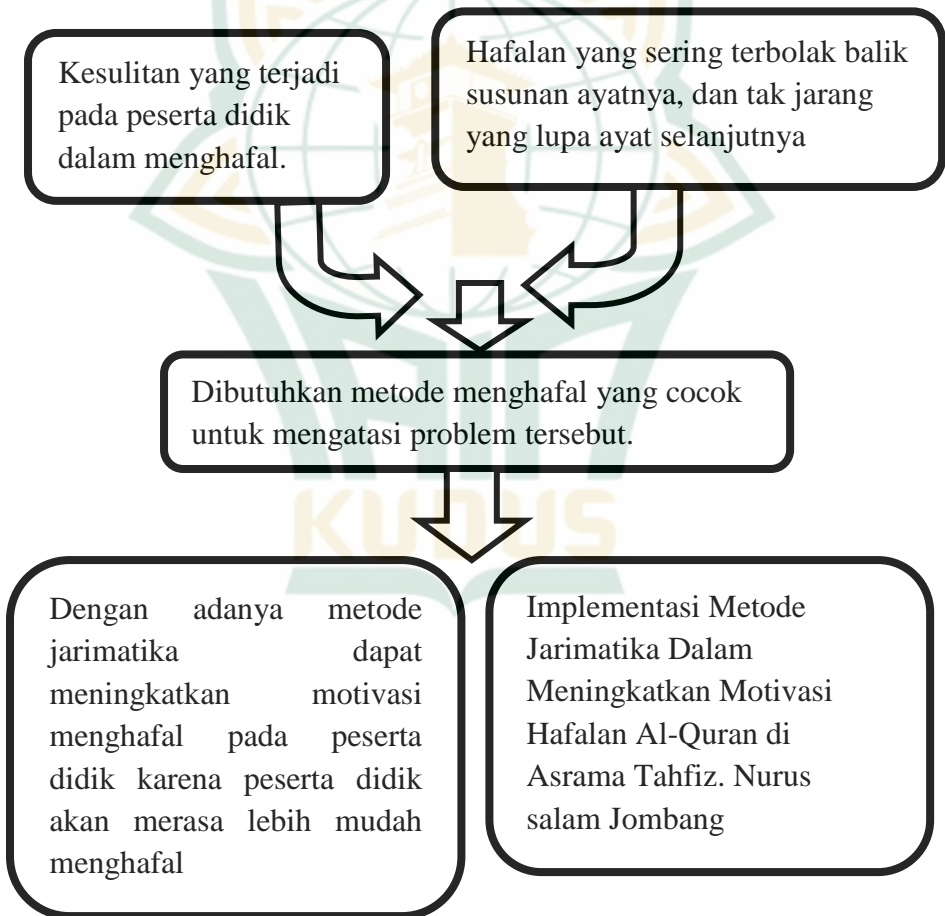 Kesulitan yang terjadi
pada peserta didik
dalam menghafal.
Hafalan yang sering terbolak balik
susunan ayatnya, dan tak jarang
yang lupa ayat selanjutnya
Dibutuhkan metode menghafal yang cocok
untuk mengatasi problem tersebut.
KUDUS
Dengan adanya metode
jarimatika dapat
meningkatkan motivasi
menghafal pada peserta
didik karena peserta didik
akan merasa lebih mudah
menghafal
Implementasi Metode
Jarimatika Dalam
Meningkatkan Motivasi
Hafalan Al-Quran di
Asrama Tahfiz. Nurus
salam Jombang